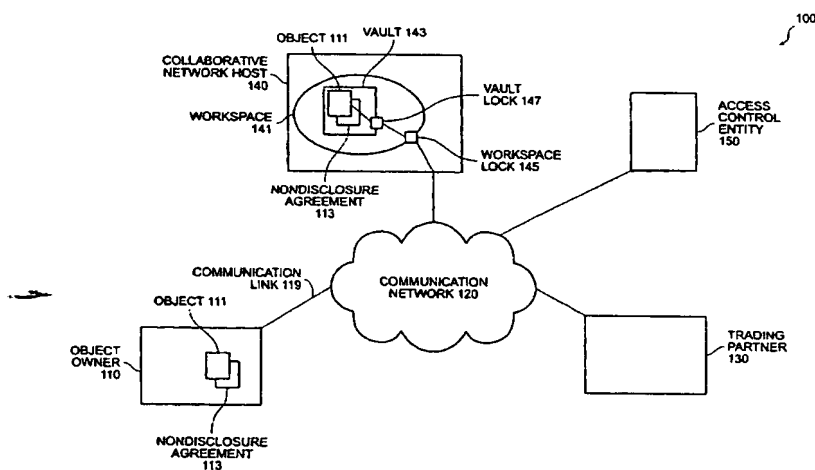 100
OBJECT 111
VAULT 143
COLLABORATIVE
NETWORK HOST
140
WORKSPACE
141
VAULT
LOCK 147
WORKSPACE
LOCK 145
NONDISCLOSURE
AGREEMENT
113
ACCESS
CONTROL
ENTITY
150
COMMUNICATION
LINK 119
COMMUNICATION
NETWORK 120
OBJECT 111
OBJECT
OWNER
110
NONDISCLOSURE
AGREEMENT
113
TRADING
PARTNER
130